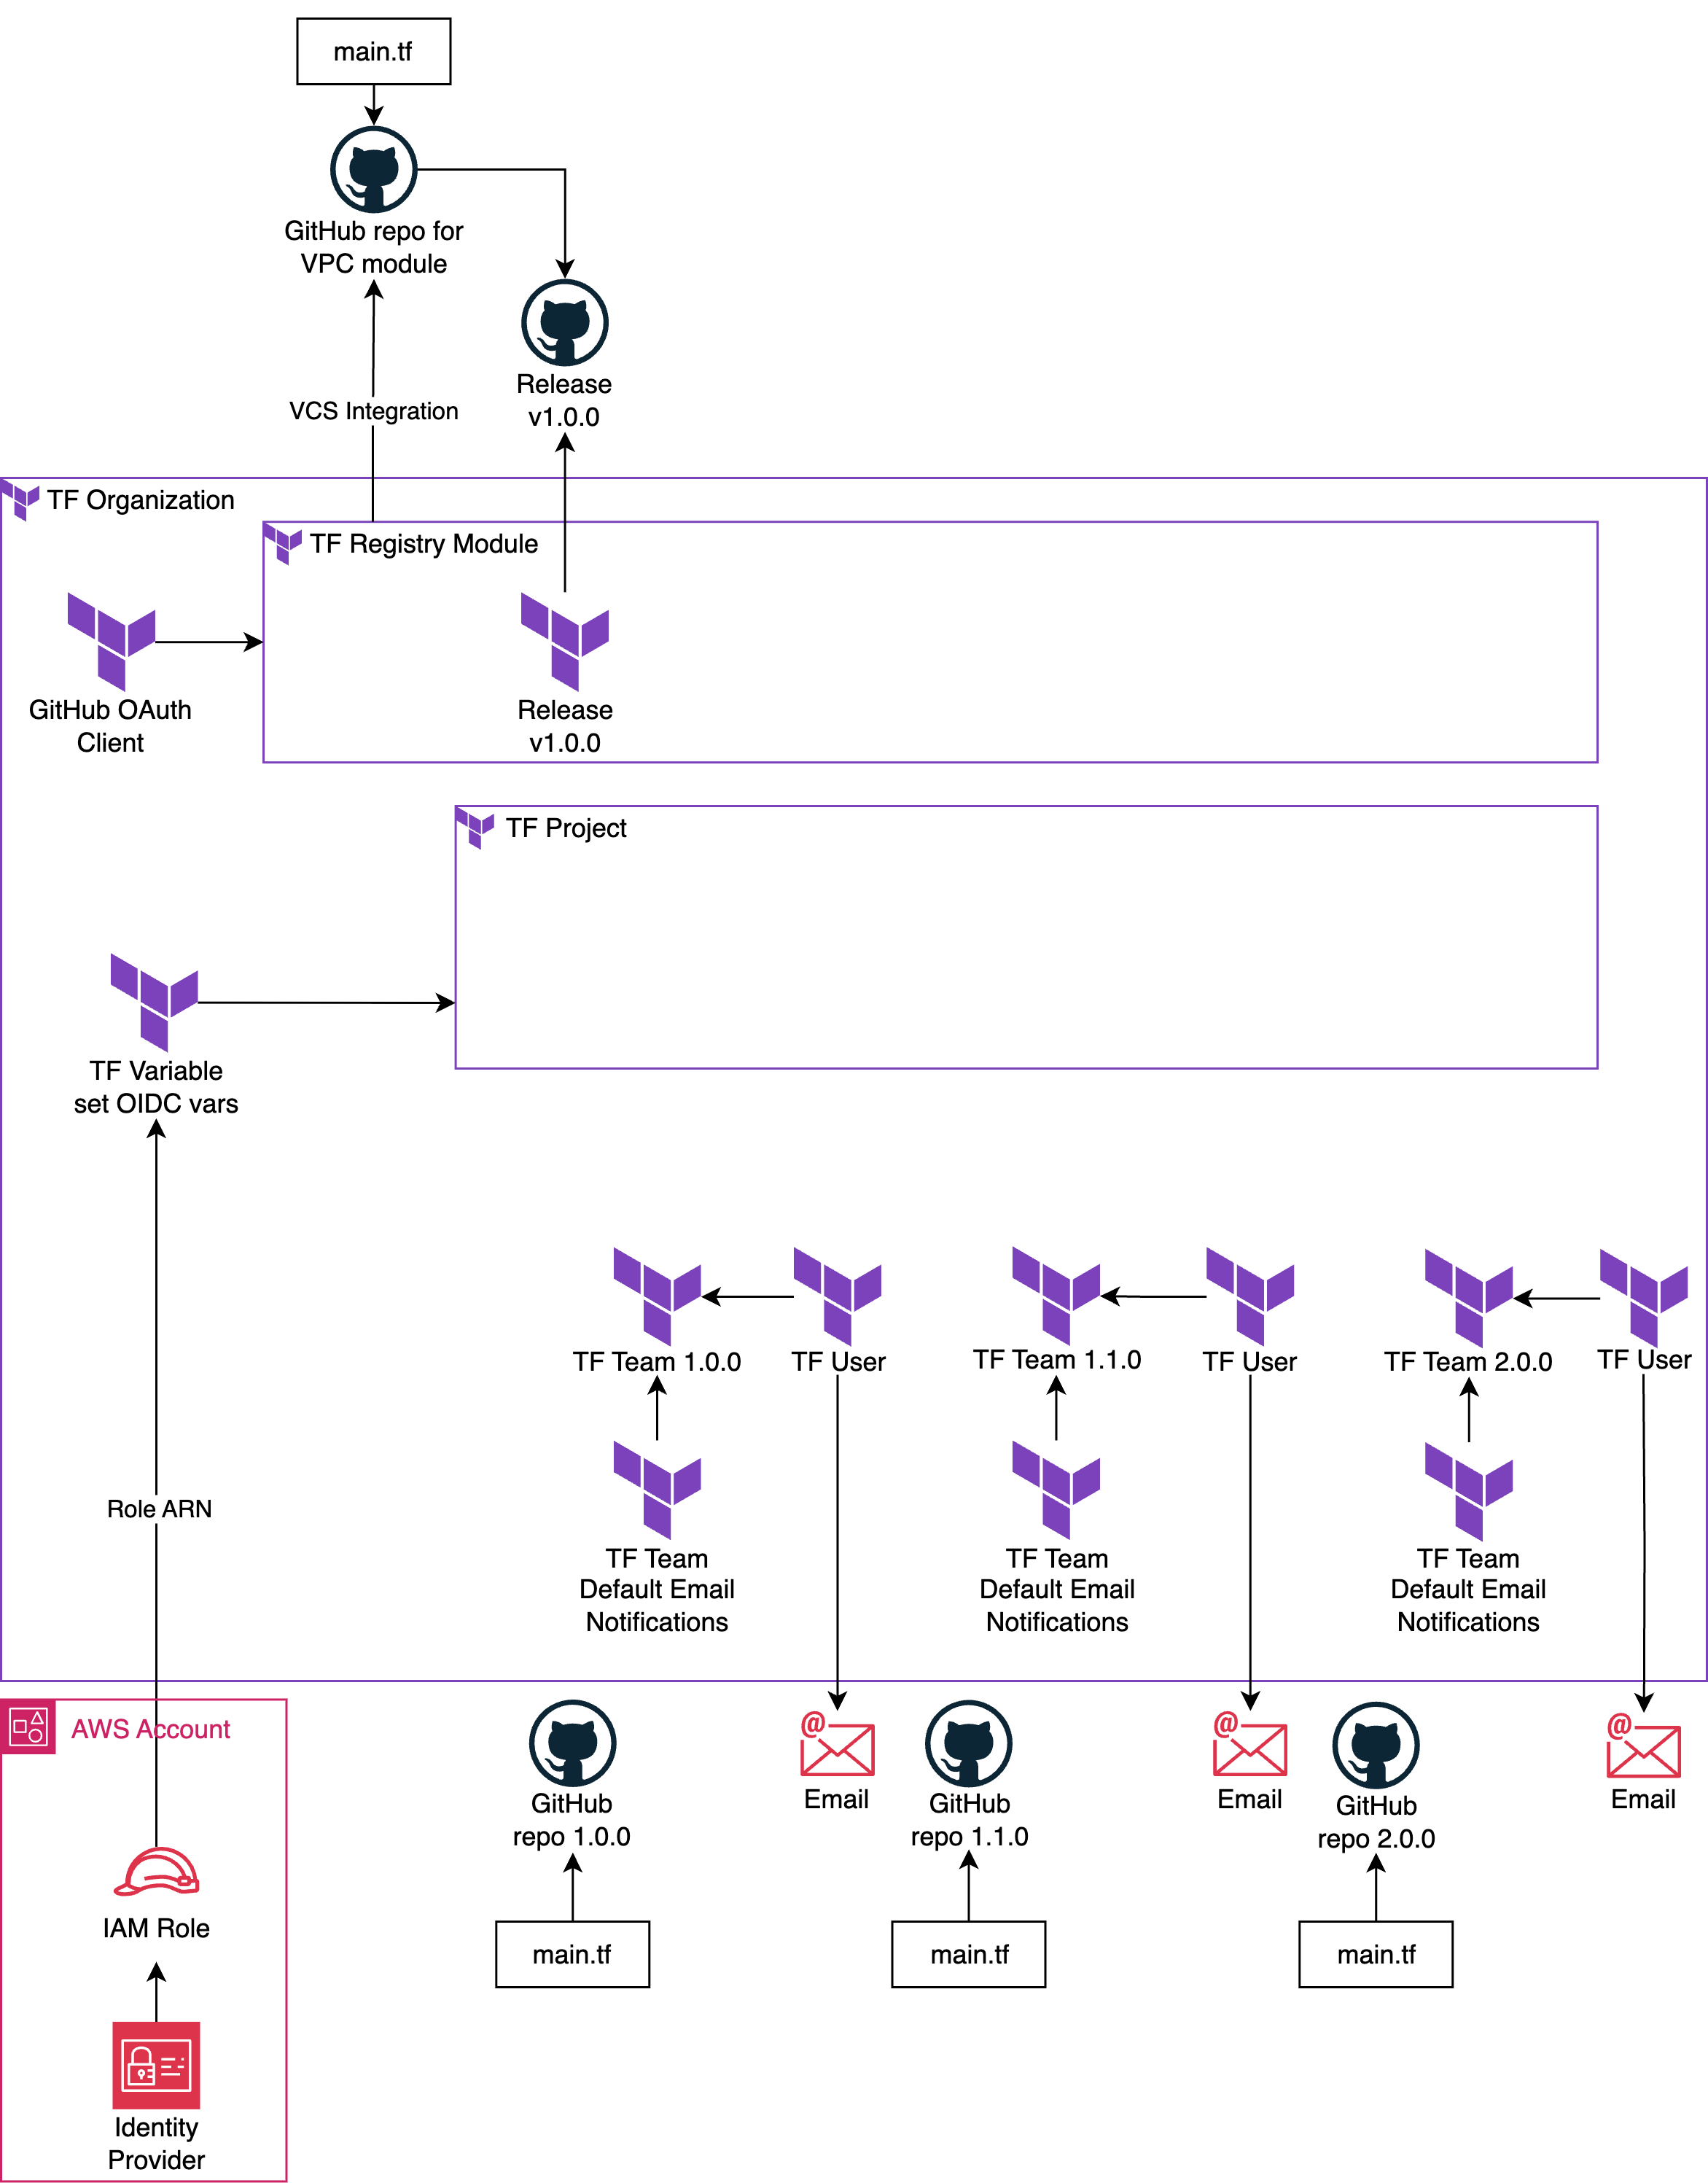 main.tf
GitHub repo for
VPC module
Release
v1.0.0
VCS Integration
TF Organization
TF Registry Module
GitHub OAuth
Client
Release
v1.0.0
TF Project
TF Variable
set OIDC vars
TF Team 1.0.0
TF User
TF Team 1.1.0
TF User
TF Team 2.0.0
TF User
Role ARN
TF Team
Default Email
Notifications
TF Team
Default Email
Notifications
TF Team
Default Email
Notifications
AWS Account
@
@
@
GitHub
repo 1.0.0
Email
GitHub
repo 1.1.0
Email
GitHub
repo 2.0.0
Email
IAM Role
main.tf
main.tf
main.tf
Identity
Provider